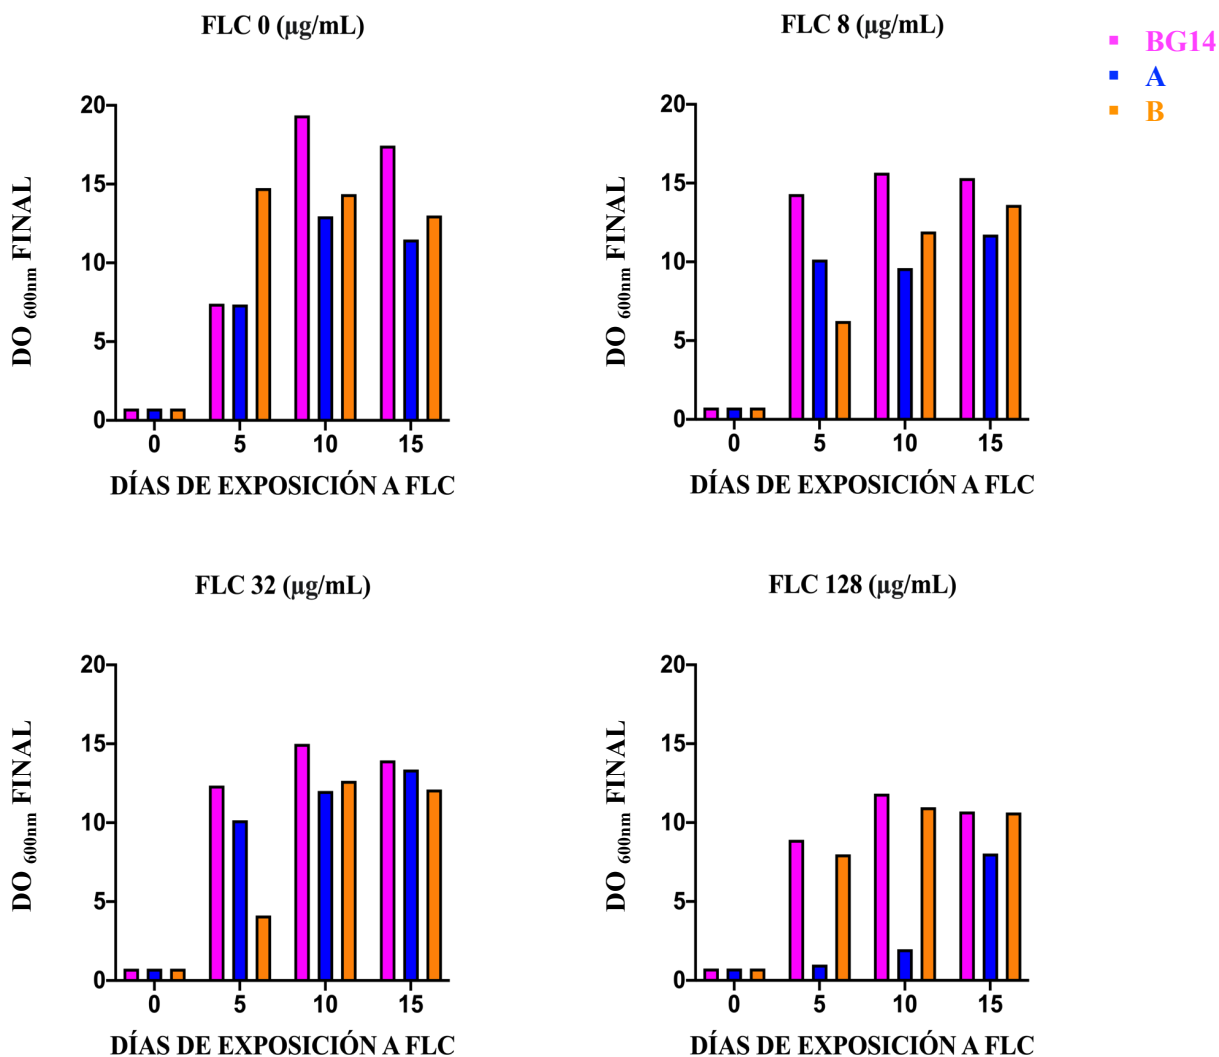 FLC 0 (µg/mL)
FLC 8 (µg/mL)
BG14
A
B
20
15
10
5
0
DO 600nm FINAL
0 5 10 15
DÍAS DE EXPOSICIÓN A FLC
20
15
10
5
0
DO 600nm FINAL
0 5 10 15
DÍAS DE EXPOSICIÓN A FLC
FLC 32 (µg/mL)
FLC 128 (µg/mL)
20
15
10
5
0
DO 600nm FINAL
0 5 10 15
DÍAS DE EXPOSICIÓN A FLC
20
15
10
5
0
DO 600nm FINAL
0 5 10 15
DÍAS DE EXPOSICIÓN A FLC